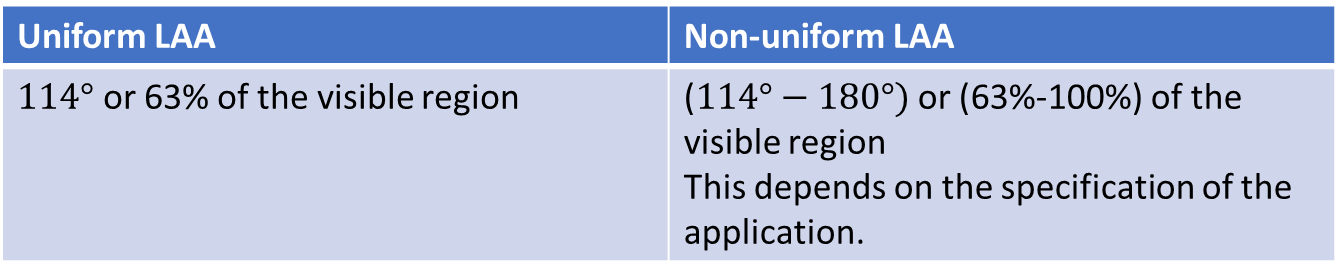 Uniform LAA
Non-uniform LAA
114° or 63% of the visible region
(114° − 180°) or (63%-100%) of the
visible region
This depends on the specification of the
application.